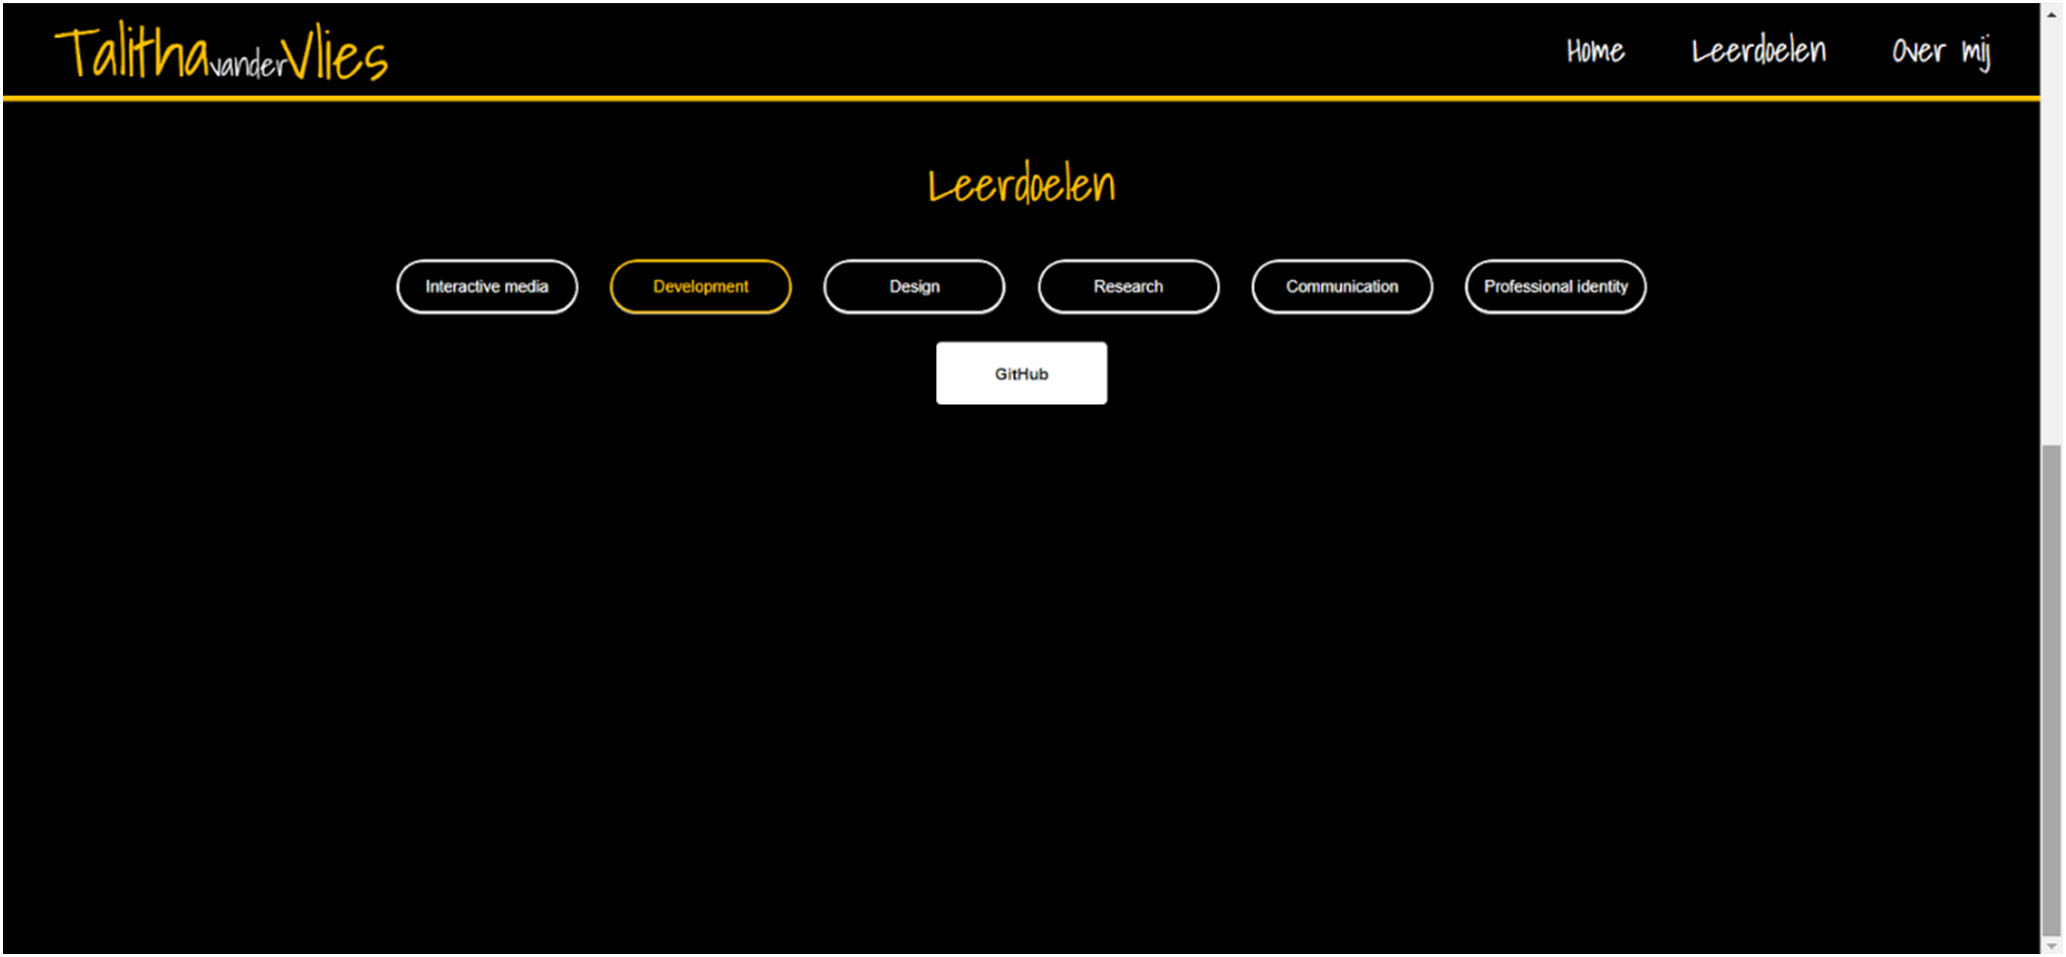 TalithavanderVlies Home Leerdoelen Over mij
Leerdoelen
Interactive media Development Design Research Communication Professional identity
GitHub